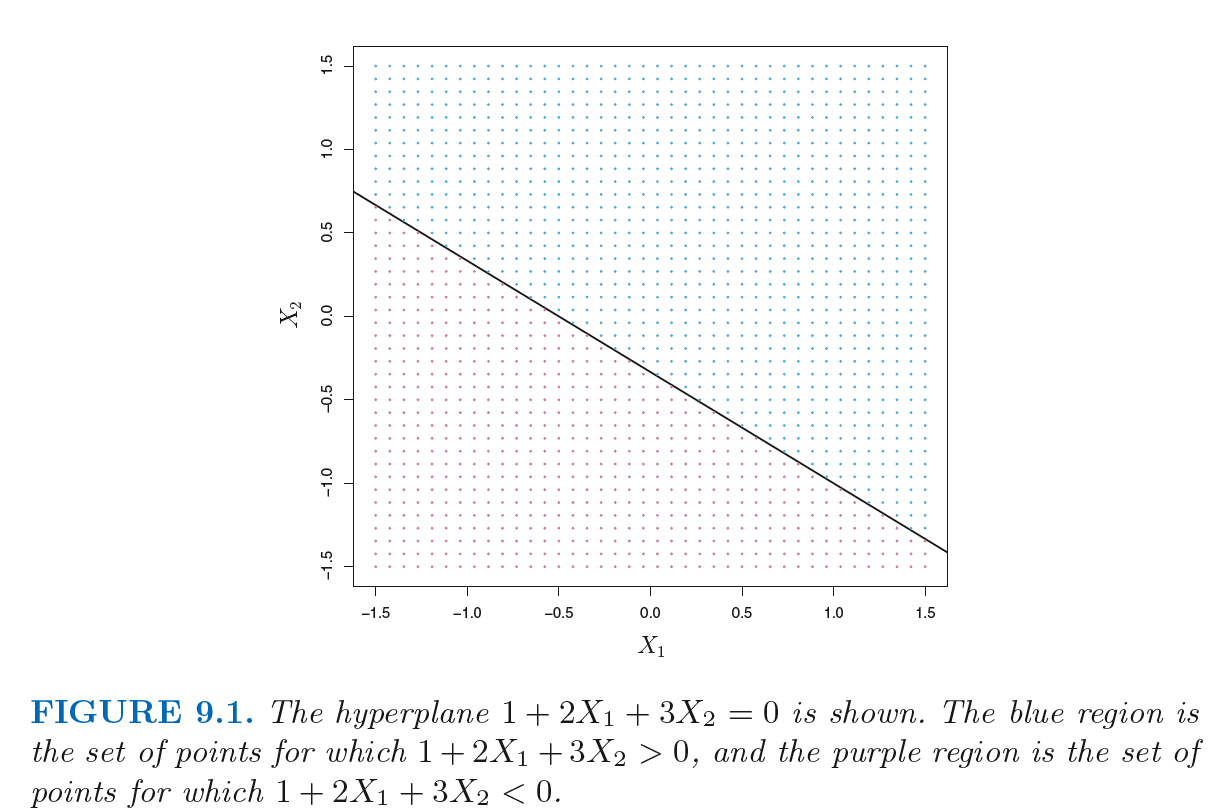 1.5
1.0
0.5
0.0
−0.5
−1.0
−1.5
X₂
−1.5 −1.0 −0.5 0.0 0.5 1.0 1.5
X₁
FIGURE 9.1. The hyperplane 1 + 2X₁ + 3X₂ = 0 is shown. The blue region is
the set of points for which 1 + 2X₁ + 3X₂ > 0, and the purple region is the set of
points for which 1 + 2X₁ + 3X₂ < 0.